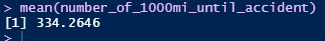 > mean(number_of_1000mi_until_accident)
[1] 334.2646
>